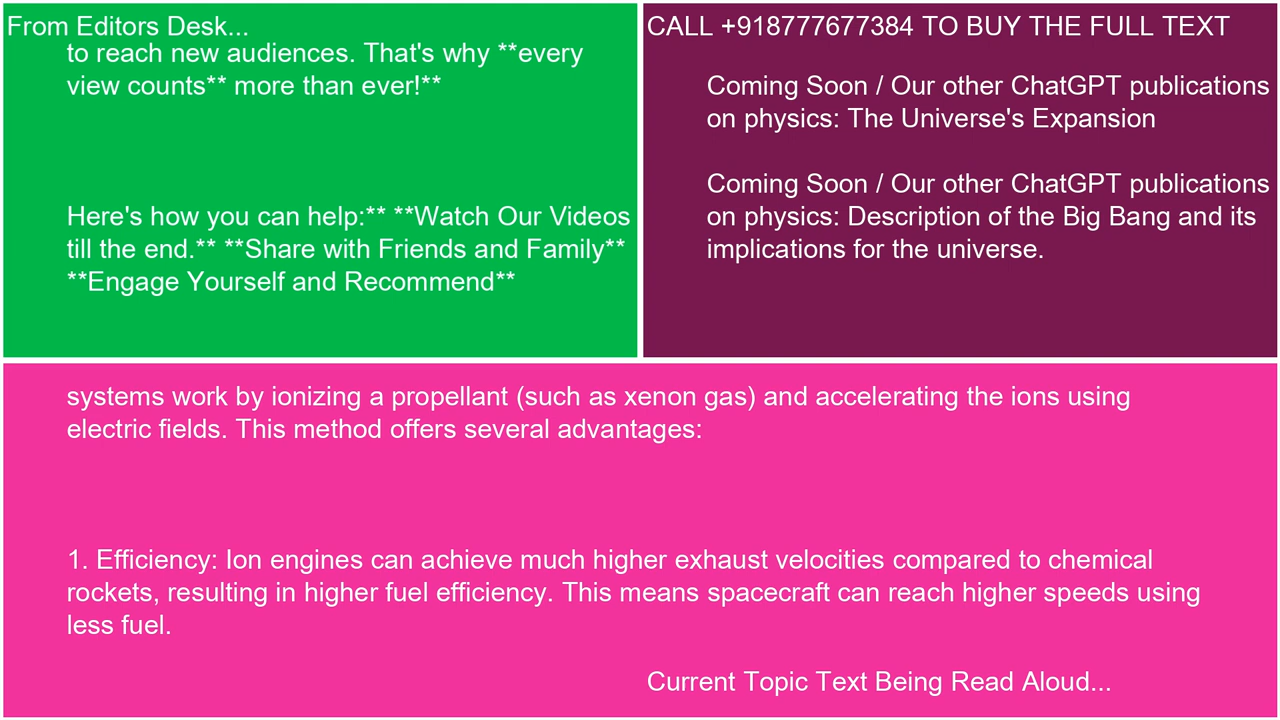 From Editors Desk...
to reach new audiences. That's why **every
view counts** more than ever!**
Here's how you can help:** **Watch Our Videos
till the end.** **Share with Friends and Family**
**Engage Yourself and Recommend**
CALL +918777677384 TO BUY THE FULL TEXT
Coming Soon / Our other ChatGPT publications
on physics: The Universe's Expansion
Coming Soon / Our other ChatGPT publications
on physics: Description of the Big Bang and its
implications for the universe.
systems work by ionizing a propellant (such as xenon gas) and accelerating the ions using
electric fields. This method offers several advantages:
1. Efficiency: Ion engines can achieve much higher exhaust velocities compared to chemical
rockets, resulting in higher fuel efficiency. This means spacecraft can reach higher speeds using
less fuel.
Current Topic Text Being Read Aloud...